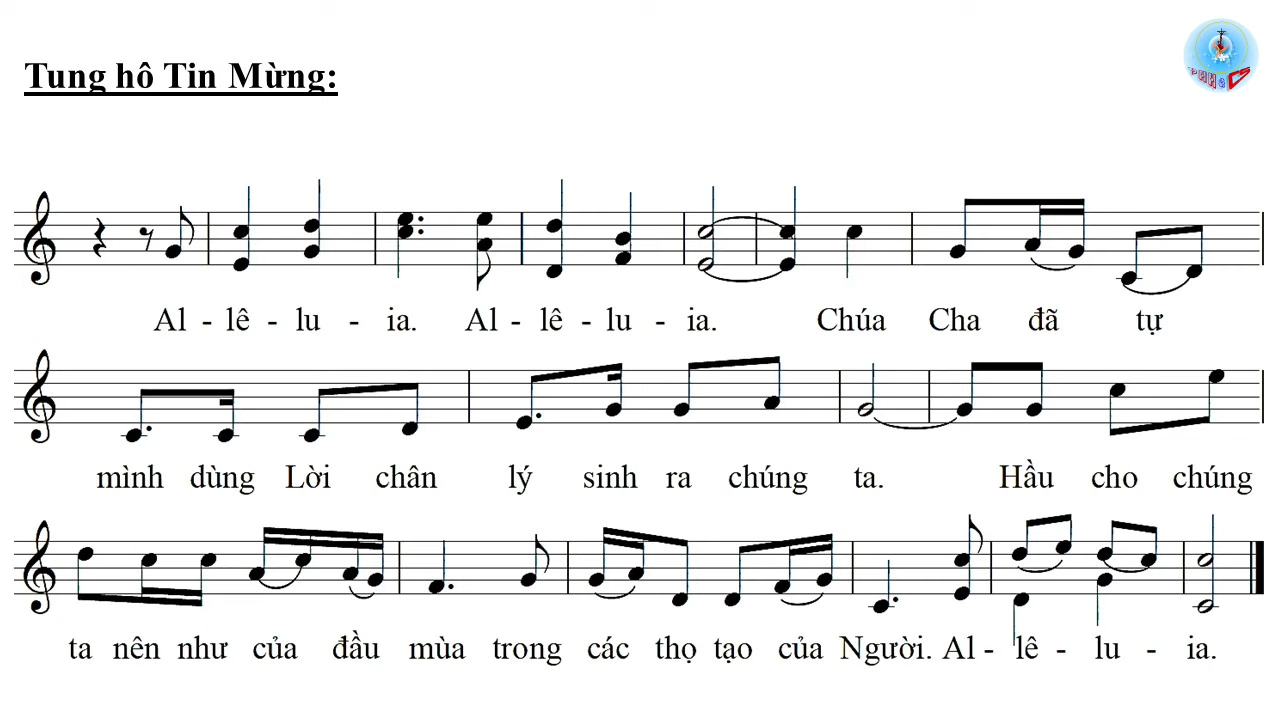 Tung hô Tin Mừng:
Al - lê - lu - ia. Al - lê - lu - ia. Chúa Cha đã tự
mình dùng Lời chân lý sinh ra chúng ta. Hầu cho chúng
ta nên như của đầu mùa trong các thọ tạo của Người. Al - lê - lu - ia.